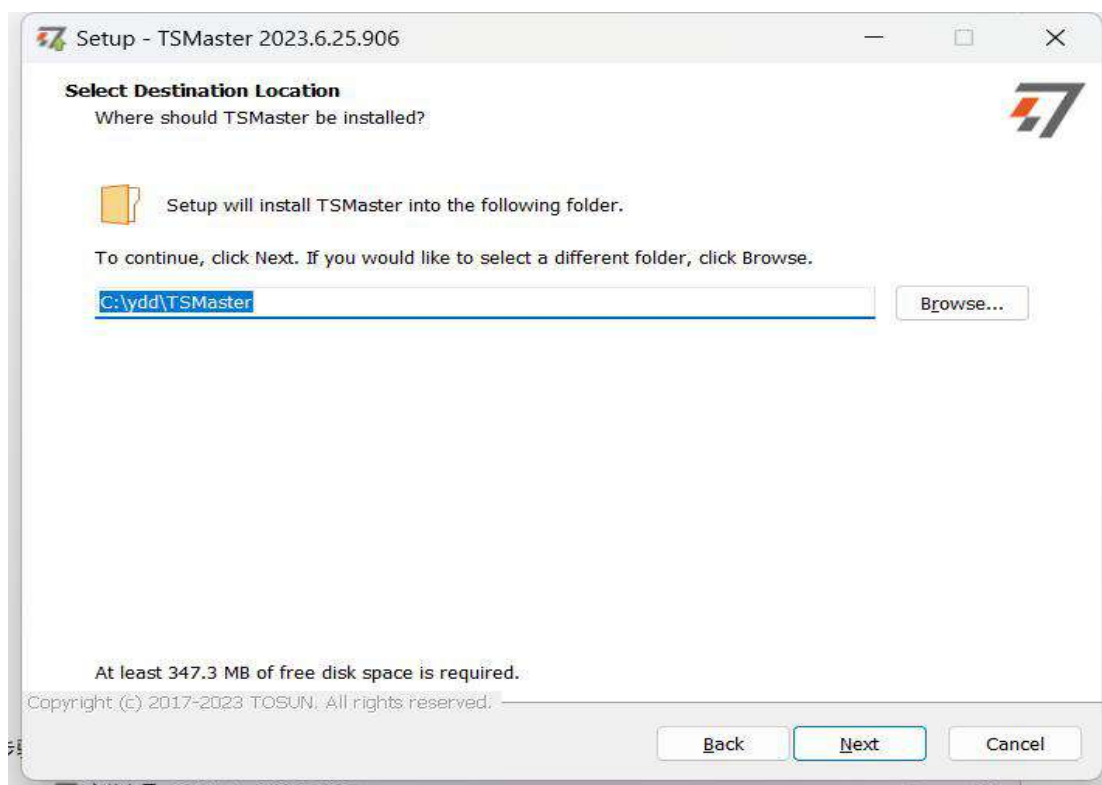 Setup - TSMaster 2023.6.25.906
Select Destination Location
Where should TSMaster be installed?
Setup will install TSMaster into the following folder.
To continue, click Next. If you would like to select a different folder, click Browse.
C:\ydd\TSMaster
Browse...
At least 347.3 MB of free disk space is required.
Copyright (c) 2017-2023 TOSUN. All rights reserved.
Back
Next
Cancel